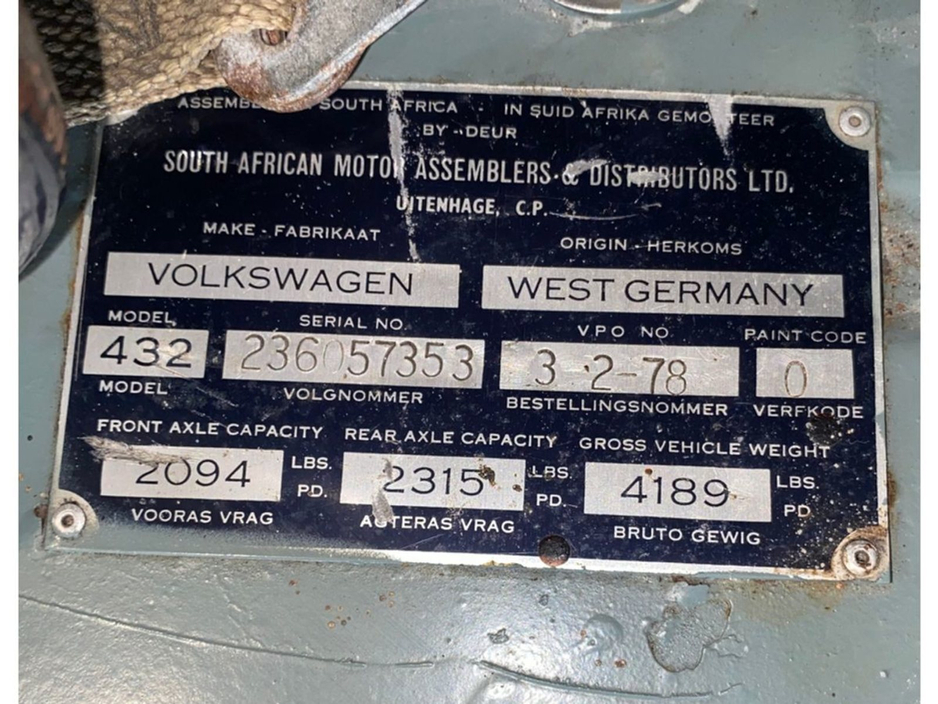 SOUTH AFRICA - IN SUID AFRIKA
BY - DEUR
SOUTH AFRICAN MOTOR ASSEMBLERS & DISTRIBUTORS LTD.
UITENHAGE, C.P.
MAKE - FABRIKAAT ORIGIN - HERKOMS
VOLKSWAGEN WEST GERMANY
MODEL SERIAL NO. V.P.O NO. PAINT CODE
432 236057353 3-2-78 0
MODEL VOLGNOMMER BESTELLINGSNOMMER VERFKODE
FRONT AXLE CAPACITY REAR AXLE CAPACITY GROSS VEHICLE WEIGHT
2094 LBS. PD. 2315 LBS. PD. 4189 LBS. PD
VOORAS VRAG AGTERAS VRAG BRUTO GEWIG